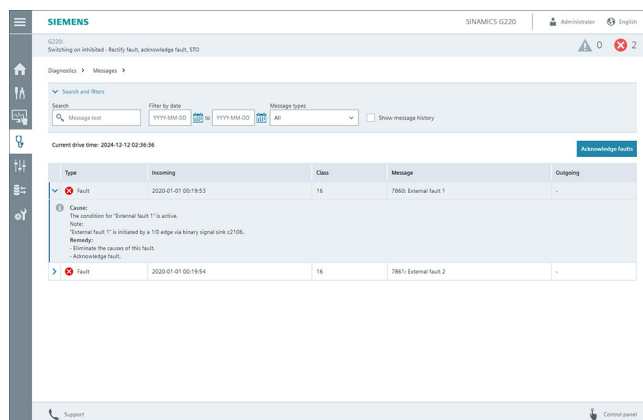 SIEMENS
SINAMICS G220
Administrator
English
G220:
Switching on inhibited - Rectify fault, acknowledge fault, STO
0
2
Diagnostics > Messages >
Search and filters
Search
Filter by date
Message types
Message text
YYYY-MM-DD
to
YYYY-MM-DD
All
Show message history
Current drive time: 2024-12-12 02:36:36
Acknowledge faults
Type Incoming Class Message Outgoing
Fault 2020-01-01 00:19:53 16 7860: External fault 1 -
Cause:
The condition for "External fault 1" is active.
Note:
"External fault 1" is initiated by a 1/0 edge via binary signal sink c2106.
Remedy:
- Eliminate the causes of this fault.
- Acknowledge fault.
Fault 2020-01-01 00:19:54 16 7861: External fault 2 -
Support
Control panel